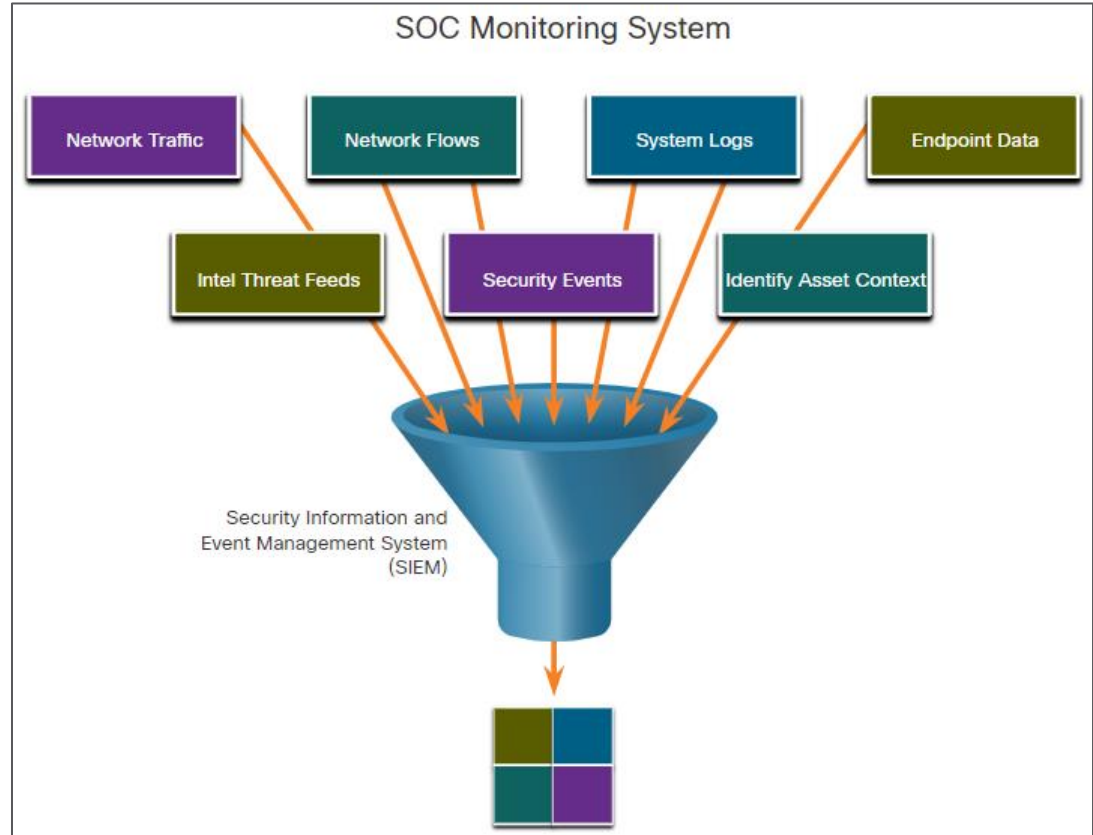 SOC Monitoring System
Network Traffic
Network Flows
System Logs
Endpoint Data
Intel Threat Feeds
Security Events
Identify Asset Context
Security Information and
Event Management System
(SIEM)